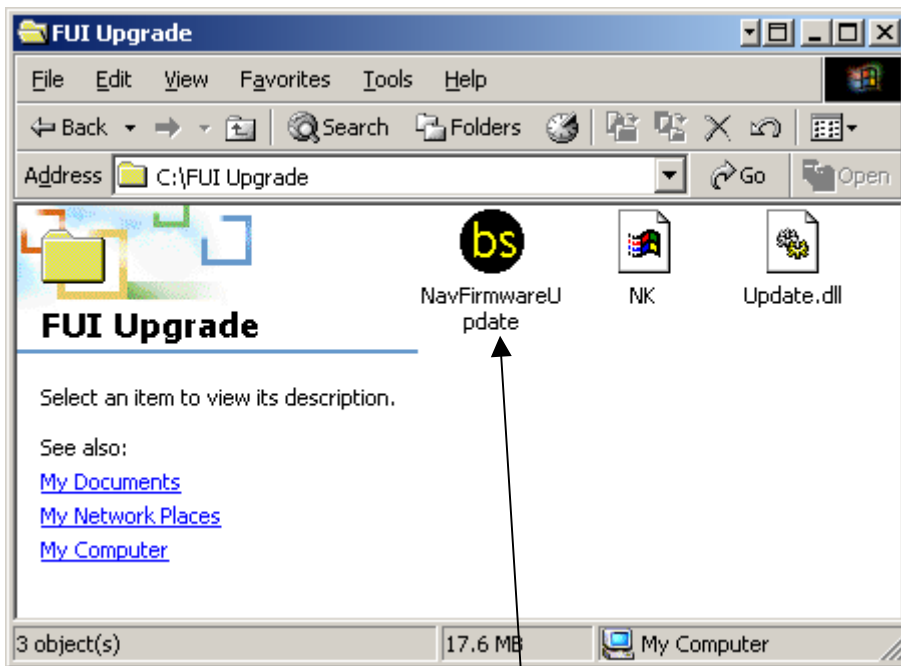 FUI Upgrade
File Edit View Favorites Tools Help
Back Search Folders
Address C:\FUI Upgrade Go Open
bs
NavFirmwareU
pdate
NK
Update.dll
FUI Upgrade
Select an item to view its description.
See also:
My Documents
My Network Places
My Computer
3 object(s) 17.6 MB My Computer